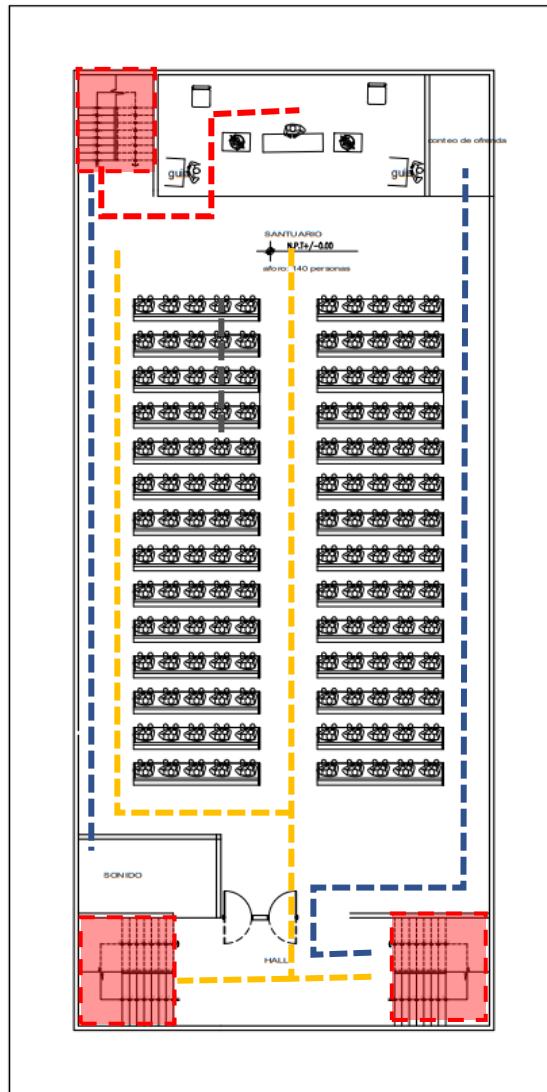 conteo de ofrenda
guia
guia
SANTUARIO
N.P.T+/-0.00
aforo: 140 personas
SONIDO
HALL